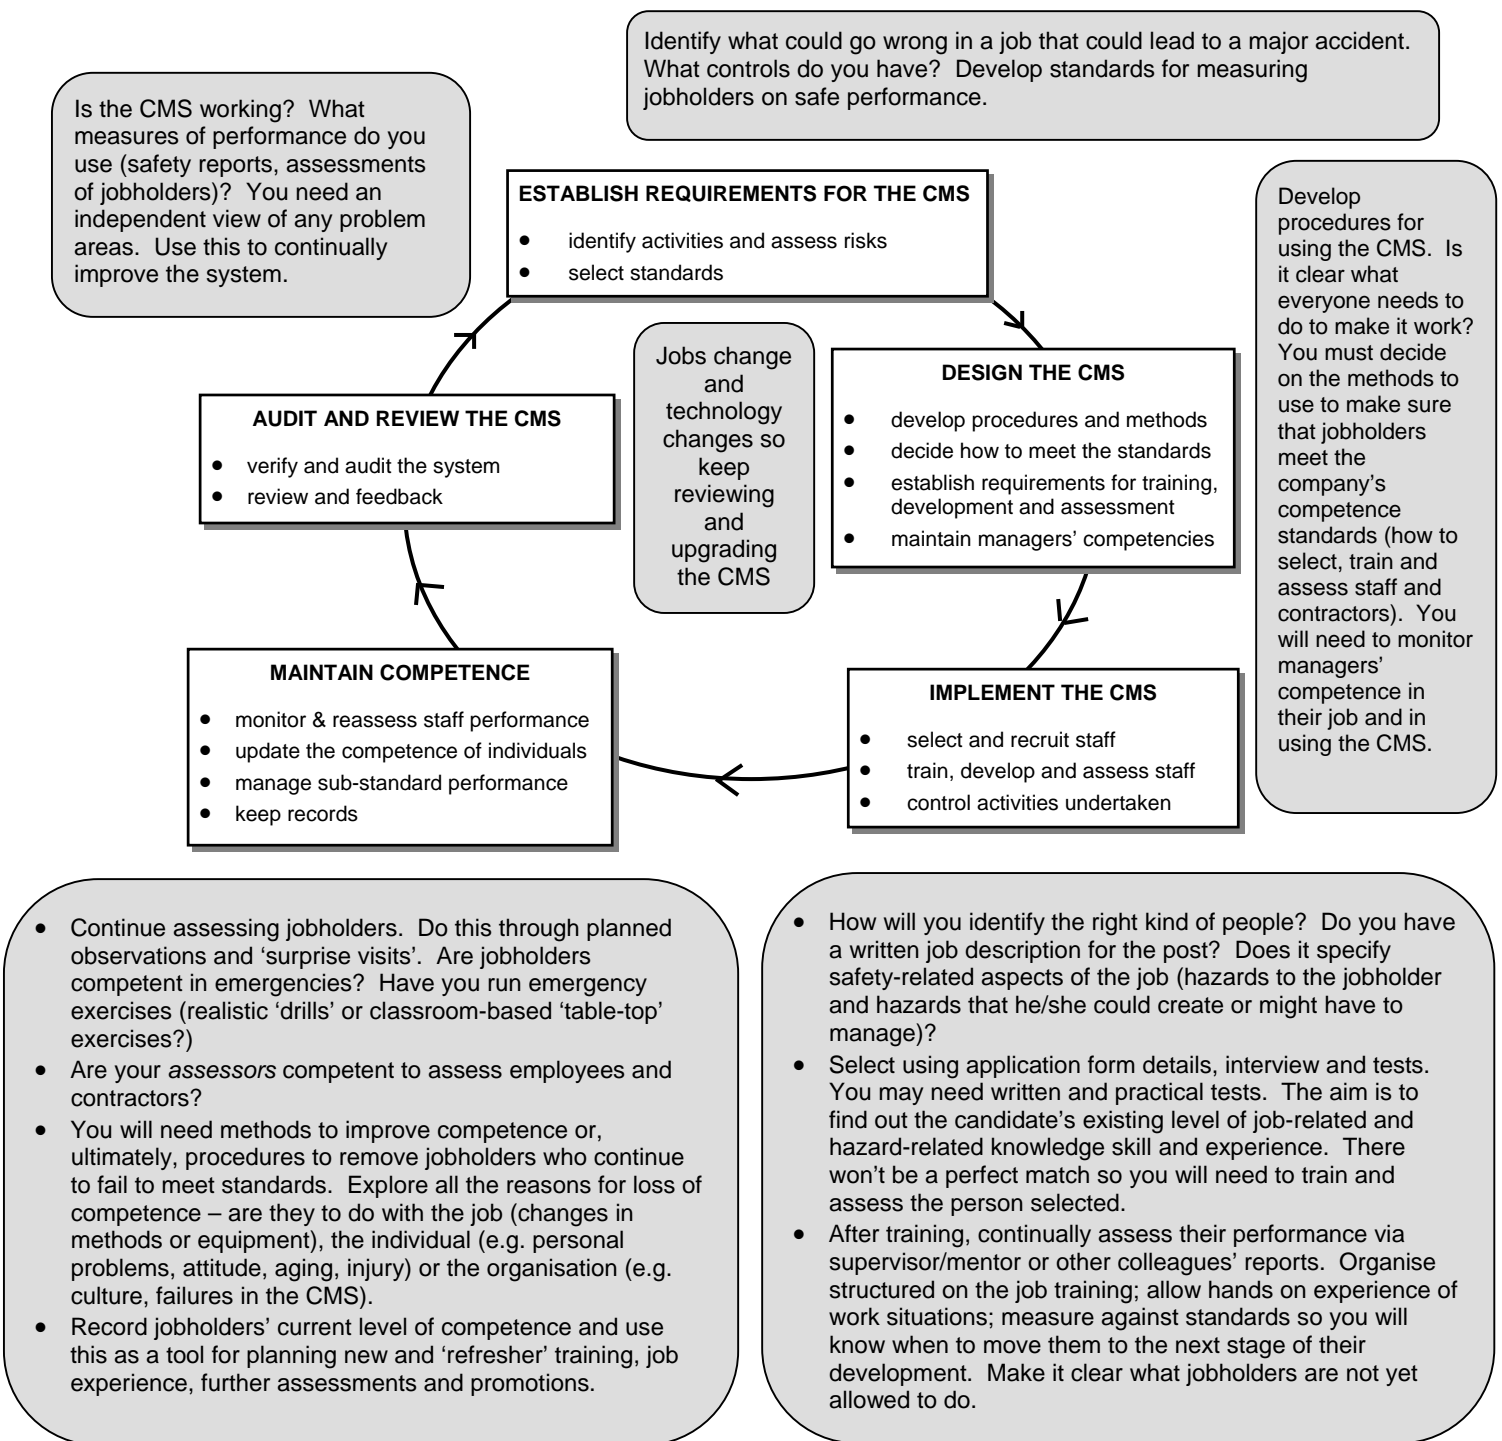 Identify what could go wrong in a job that could lead to a major accident.
What controls do you have?  Develop standards for measuring
jobholders on safe performance.
Is the CMS working?  What
measures of performance do you
use (safety reports, assessments
of jobholders)?  You need an
independent view of any problem
areas.  Use this to continually
improve the system.
ESTABLISH REQUIREMENTS FOR THE CMS
• identify activities and assess risks
• select standards
Develop
procedures for
using the CMS.  Is
it clear what
everyone needs to
do to make it work?
You must decide
on the methods to
use to make sure
that jobholders
meet the
company’s
competence
standards (how to
select, train and
assess staff and
contractors).  You
will need to monitor
managers’
competence in
their job and in
using the CMS.
Jobs change
and
technology
changes so
keep
reviewing
and
upgrading
the CMS
DESIGN THE CMS
• develop procedures and methods
• decide how to meet the standards
• establish requirements for training,
development and assessment
• maintain managers’ competencies
AUDIT AND REVIEW THE CMS
• verify and audit the system
• review and feedback
MAINTAIN COMPETENCE
• monitor & reassess staff performance
• update the competence of individuals
• manage sub-standard performance
• keep records
IMPLEMENT THE CMS
• select and recruit staff
• train, develop and assess staff
• control activities undertaken
• Continue assessing jobholders.  Do this through planned
observations and ‘surprise visits’.  Are jobholders
competent in emergencies?  Have you run emergency
exercises (realistic ‘drills’ or classroom-based ‘table-top’
exercises?)
• Are your assessors competent to assess employees and
contractors?
• You will need methods to improve competence or,
ultimately, procedures to remove jobholders who continue
to fail to meet standards.  Explore all the reasons for loss of
competence – are they to do with the job (changes in
methods or equipment), the individual (e.g. personal
problems, attitude, aging, injury) or the organisation (e.g.
culture, failures in the CMS).
• Record jobholders’ current level of competence and use
this as a tool for planning new and ‘refresher’ training, job
experience, further assessments and promotions.
• How will you identify the right kind of people?  Do you have
a written job description for the post?  Does it specify
safety-related aspects of the job (hazards to the jobholder
and hazards that he/she could create or might have to
manage)?
• Select using application form details, interview and tests.
You may need written and practical tests.  The aim is to
find out the candidate’s existing level of job-related and
hazard-related knowledge skill and experience.  There
won’t be a perfect match so you will need to train and
assess the person selected.
• After training, continually assess their performance via
supervisor/mentor or other colleagues’ reports.  Organise
structured on the job training; allow hands on experience of
work situations; measure against standards so you will
know when to move them to the next stage of their
development.  Make it clear what jobholders are not yet
allowed to do.